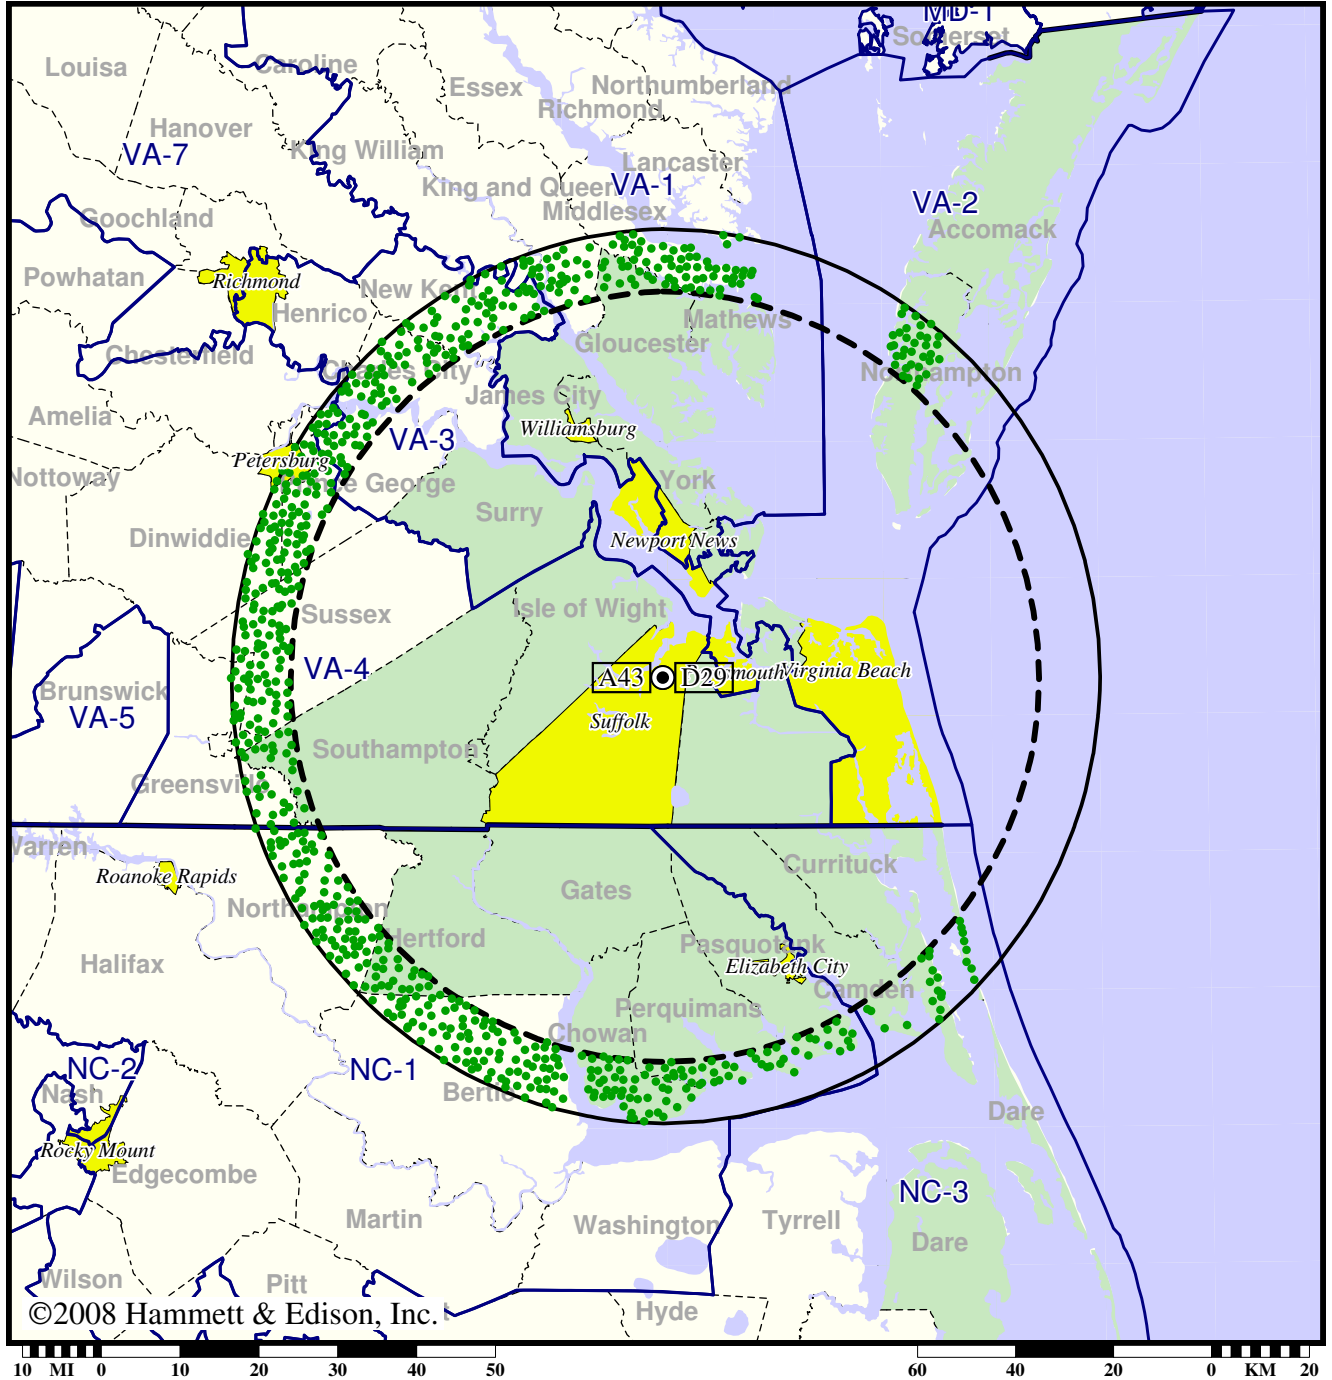 MD-1
Somerset
Louisa
Caroline
Essex
Northumberland
Richmond
Hanover
VA-7
King William
Lancaster
King and Queen
VA-1
Middlesex
VA-2
Accomack
Goochland
Powhatan
Richmond
New Kent
Henrico
Mathews
Gloucester
Chesterfield
Charles City
Northampton
James City
Amelia
Williamsburg
VA-3
Petersburg
Nottoway
Prince George
York
Surry
Dinwiddie
Newport News
Isle of Wight
Sussex
VA-4
A43
D29
Virginia Beach
Brunswick
VA-5
Suffolk
Southampton
Greensville
Warren
Currituck
Roanoke Rapids
Gates
Northampton
Hertford
Pasquotank
Halifax
Elizabeth City
Camden
Perquimans
Chowan
NC-2
NC-1
Nash
Bertie
Dare
Rocky Mount
Edgecombe
NC-3
Martin
Washington
Tyrrell
Dare
Wilson
Pitt
©2008 Hammett & Edison, Inc.
Hyde
10 MI 0 10 20 30 40 50
60 40 20 0 KM 20